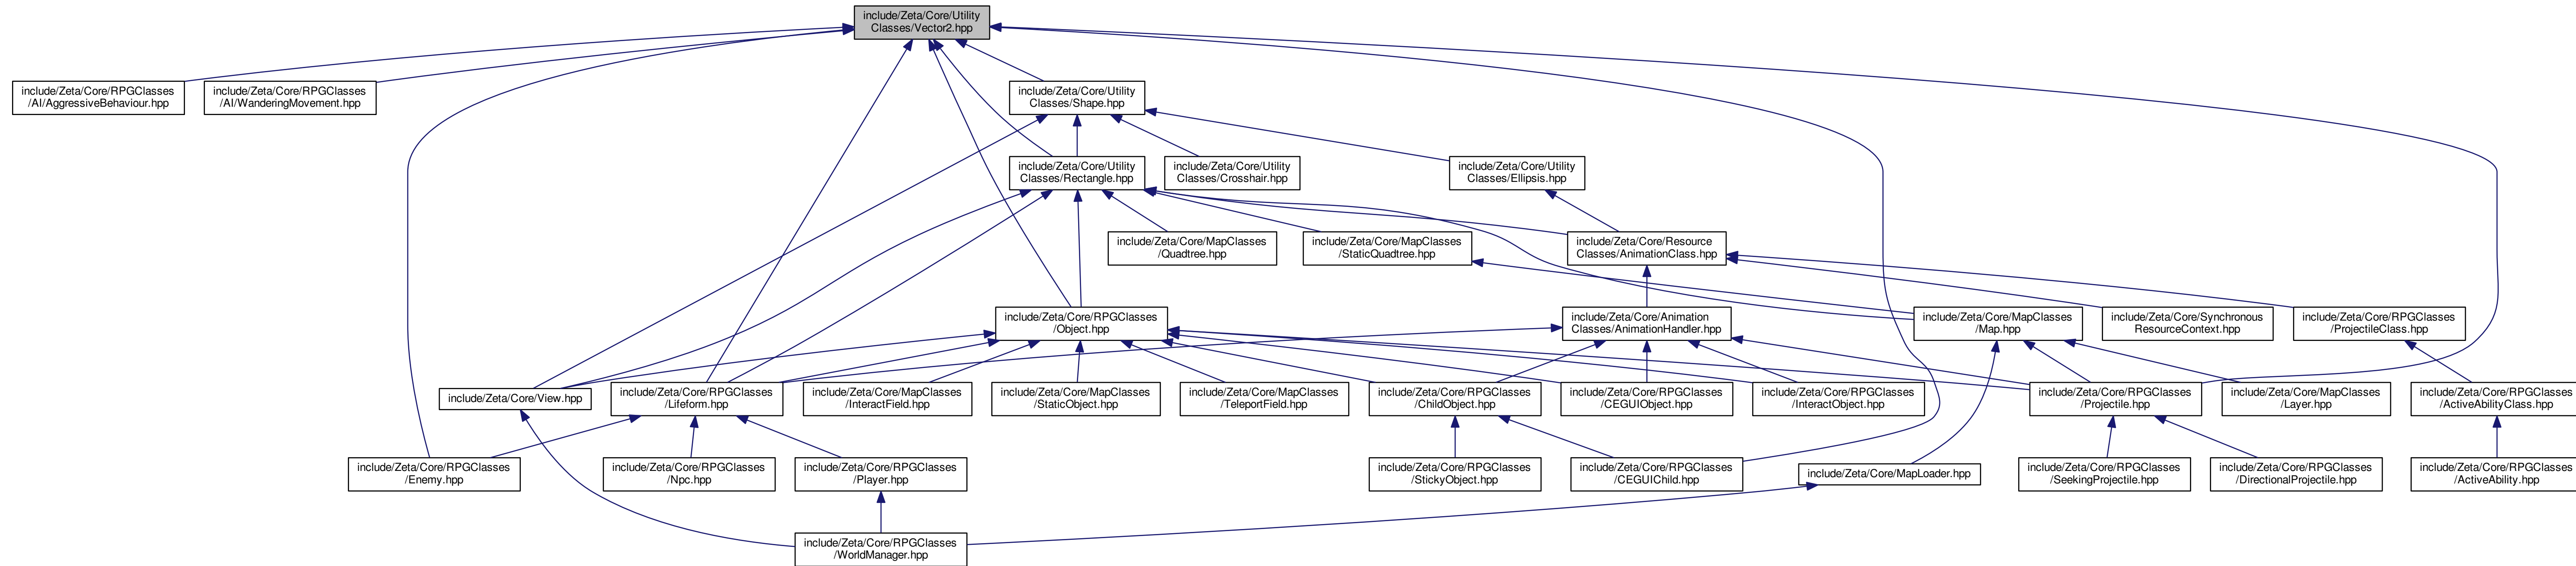 include/Zeta/Core/Utility
Classes/Vector2.hpp
include/Zeta/Core/RPGClasses
/AI/AggressiveBehaviour.hpp
include/Zeta/Core/RPGClasses
/AI/WanderingMovement.hpp
include/Zeta/Core/Utility
Classes/Shape.hpp
include/Zeta/Core/Utility
Classes/Rectangle.hpp
include/Zeta/Core/Utility
Classes/Crosshair.hpp
include/Zeta/Core/Utility
Classes/Ellipsis.hpp
include/Zeta/Core/MapClasses
/Quadtree.hpp
include/Zeta/Core/MapClasses
/StaticQuadtree.hpp
include/Zeta/Core/Resource
Classes/AnimationClass.hpp
include/Zeta/Core/RPGClasses
/Object.hpp
include/Zeta/Core/Animation
Classes/AnimationHandler.hpp
include/Zeta/Core/MapClasses
/Map.hpp
include/Zeta/Core/Synchronous
ResourceContext.hpp
include/Zeta/Core/RPGClasses
/ProjectileClass.hpp
include/Zeta/Core/View.hpp
include/Zeta/Core/RPGClasses
/Lifeform.hpp
include/Zeta/Core/MapClasses
/InteractField.hpp
include/Zeta/Core/MapClasses
/StaticObject.hpp
include/Zeta/Core/MapClasses
/TeleportField.hpp
include/Zeta/Core/RPGClasses
/ChildObject.hpp
include/Zeta/Core/RPGClasses
/CEGUIObject.hpp
include/Zeta/Core/RPGClasses
/InteractObject.hpp
include/Zeta/Core/RPGClasses
/Projectile.hpp
include/Zeta/Core/MapClasses
/Layer.hpp
include/Zeta/Core/RPGClasses
/ActiveAbilityClass.hpp
include/Zeta/Core/RPGClasses
/Enemy.hpp
include/Zeta/Core/RPGClasses
/Npc.hpp
include/Zeta/Core/RPGClasses
/Player.hpp
include/Zeta/Core/RPGClasses
/StickyObject.hpp
include/Zeta/Core/RPGClasses
/CEGUIChild.hpp
include/Zeta/Core/MapLoader.hpp
include/Zeta/Core/RPGClasses
/SeekingProjectile.hpp
include/Zeta/Core/RPGClasses
/DirectionalProjectile.hpp
include/Zeta/Core/RPGClasses
/ActiveAbility.hpp
include/Zeta/Core/RPGClasses
/WorldManager.hpp